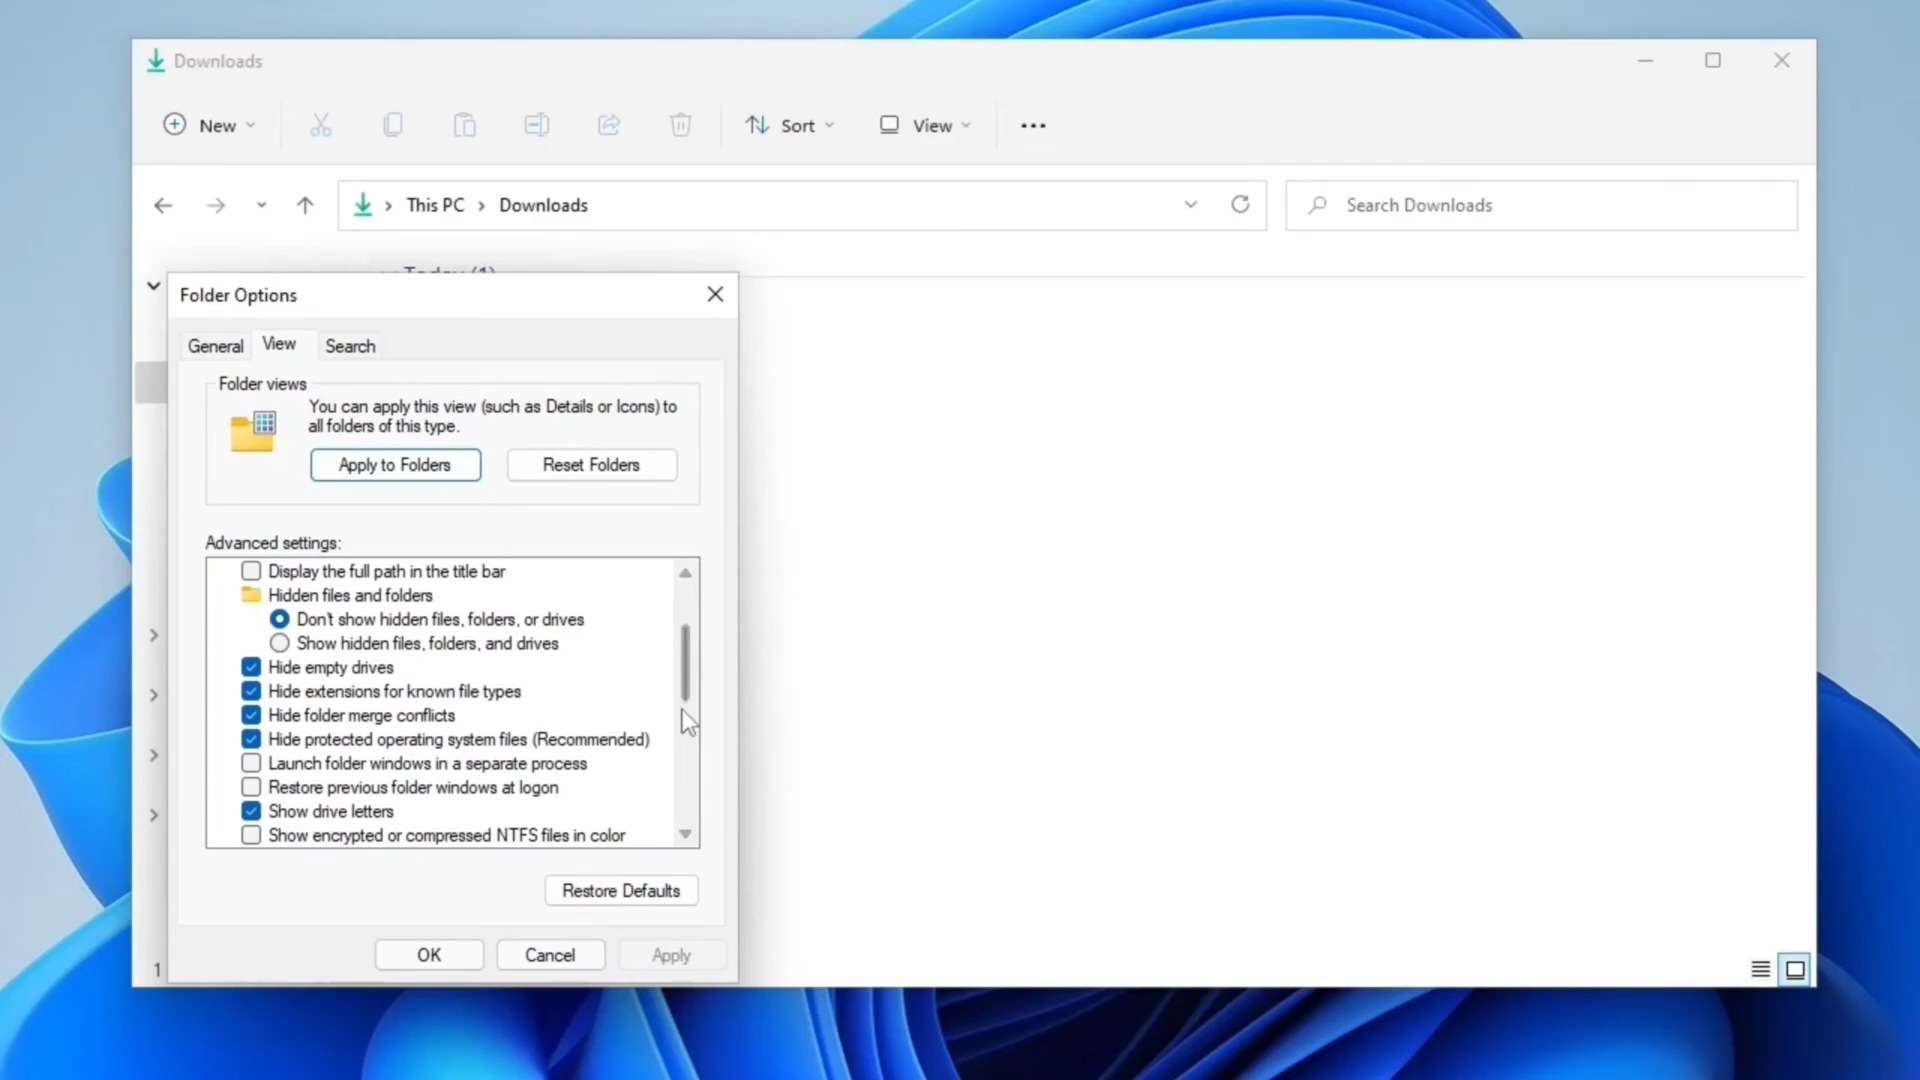 Downloads
New
Sort
View
This PC
Downloads
Search Downloads
Today (1)
Folder Options
General
View
Search
Folder views
You can apply this view (such as Details or Icons) to
all folders of this type.
Apply to Folders
Reset Folders
Advanced settings:
Display the full path in the title bar
Hidden files and folders
Don't show hidden files, folders, or drives
Show hidden files, folders, and drives
Hide empty drives
Hide extensions for known file types
Hide folder merge conflicts
Hide protected operating system files (Recommended)
Launch folder windows in a separate process
Restore previous folder windows at logon
Show drive letters
Show encrypted or compressed NTFS files in color
Restore Defaults
OK
Cancel
Apply
1